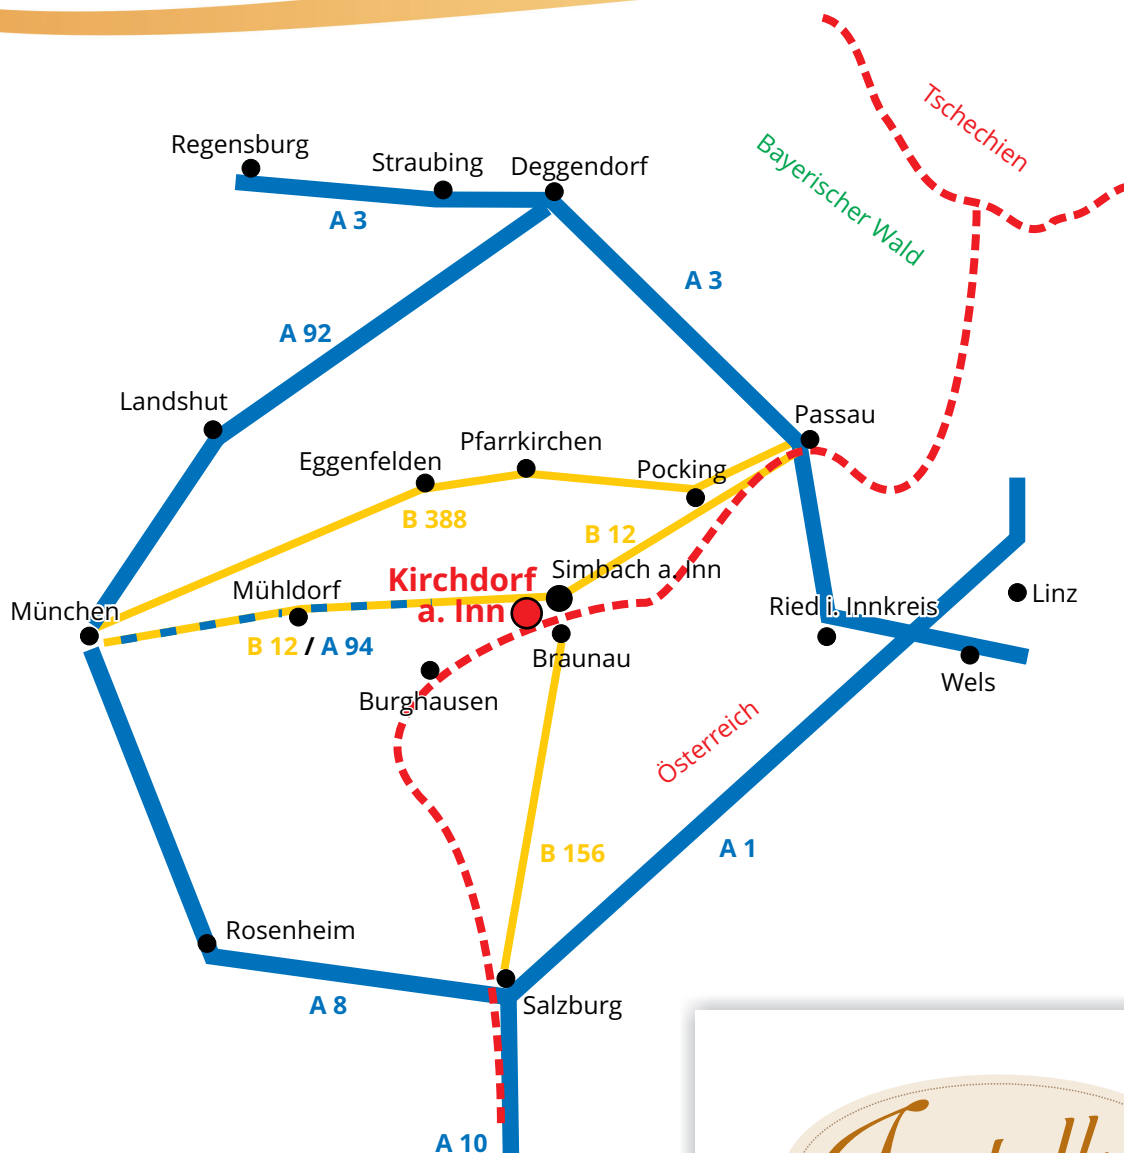 Tschechien
Bayerischer Wald
Regensburg
Straubing
Deggendorf
A 3
A 3
A 92
Landshut
Passau
Pfarrkirchen
Eggenfelden
Pocking
B 388
B 12
Simbach a. Inn
Kirchdorf
a. Inn
Mühldorf
München
Ried i. Innkreis
Linz
B 12 / A 94
Braunau
Wels
Burghausen
Österreich
B 156
A 1
Rosenheim
A 8
Salzburg
A 10